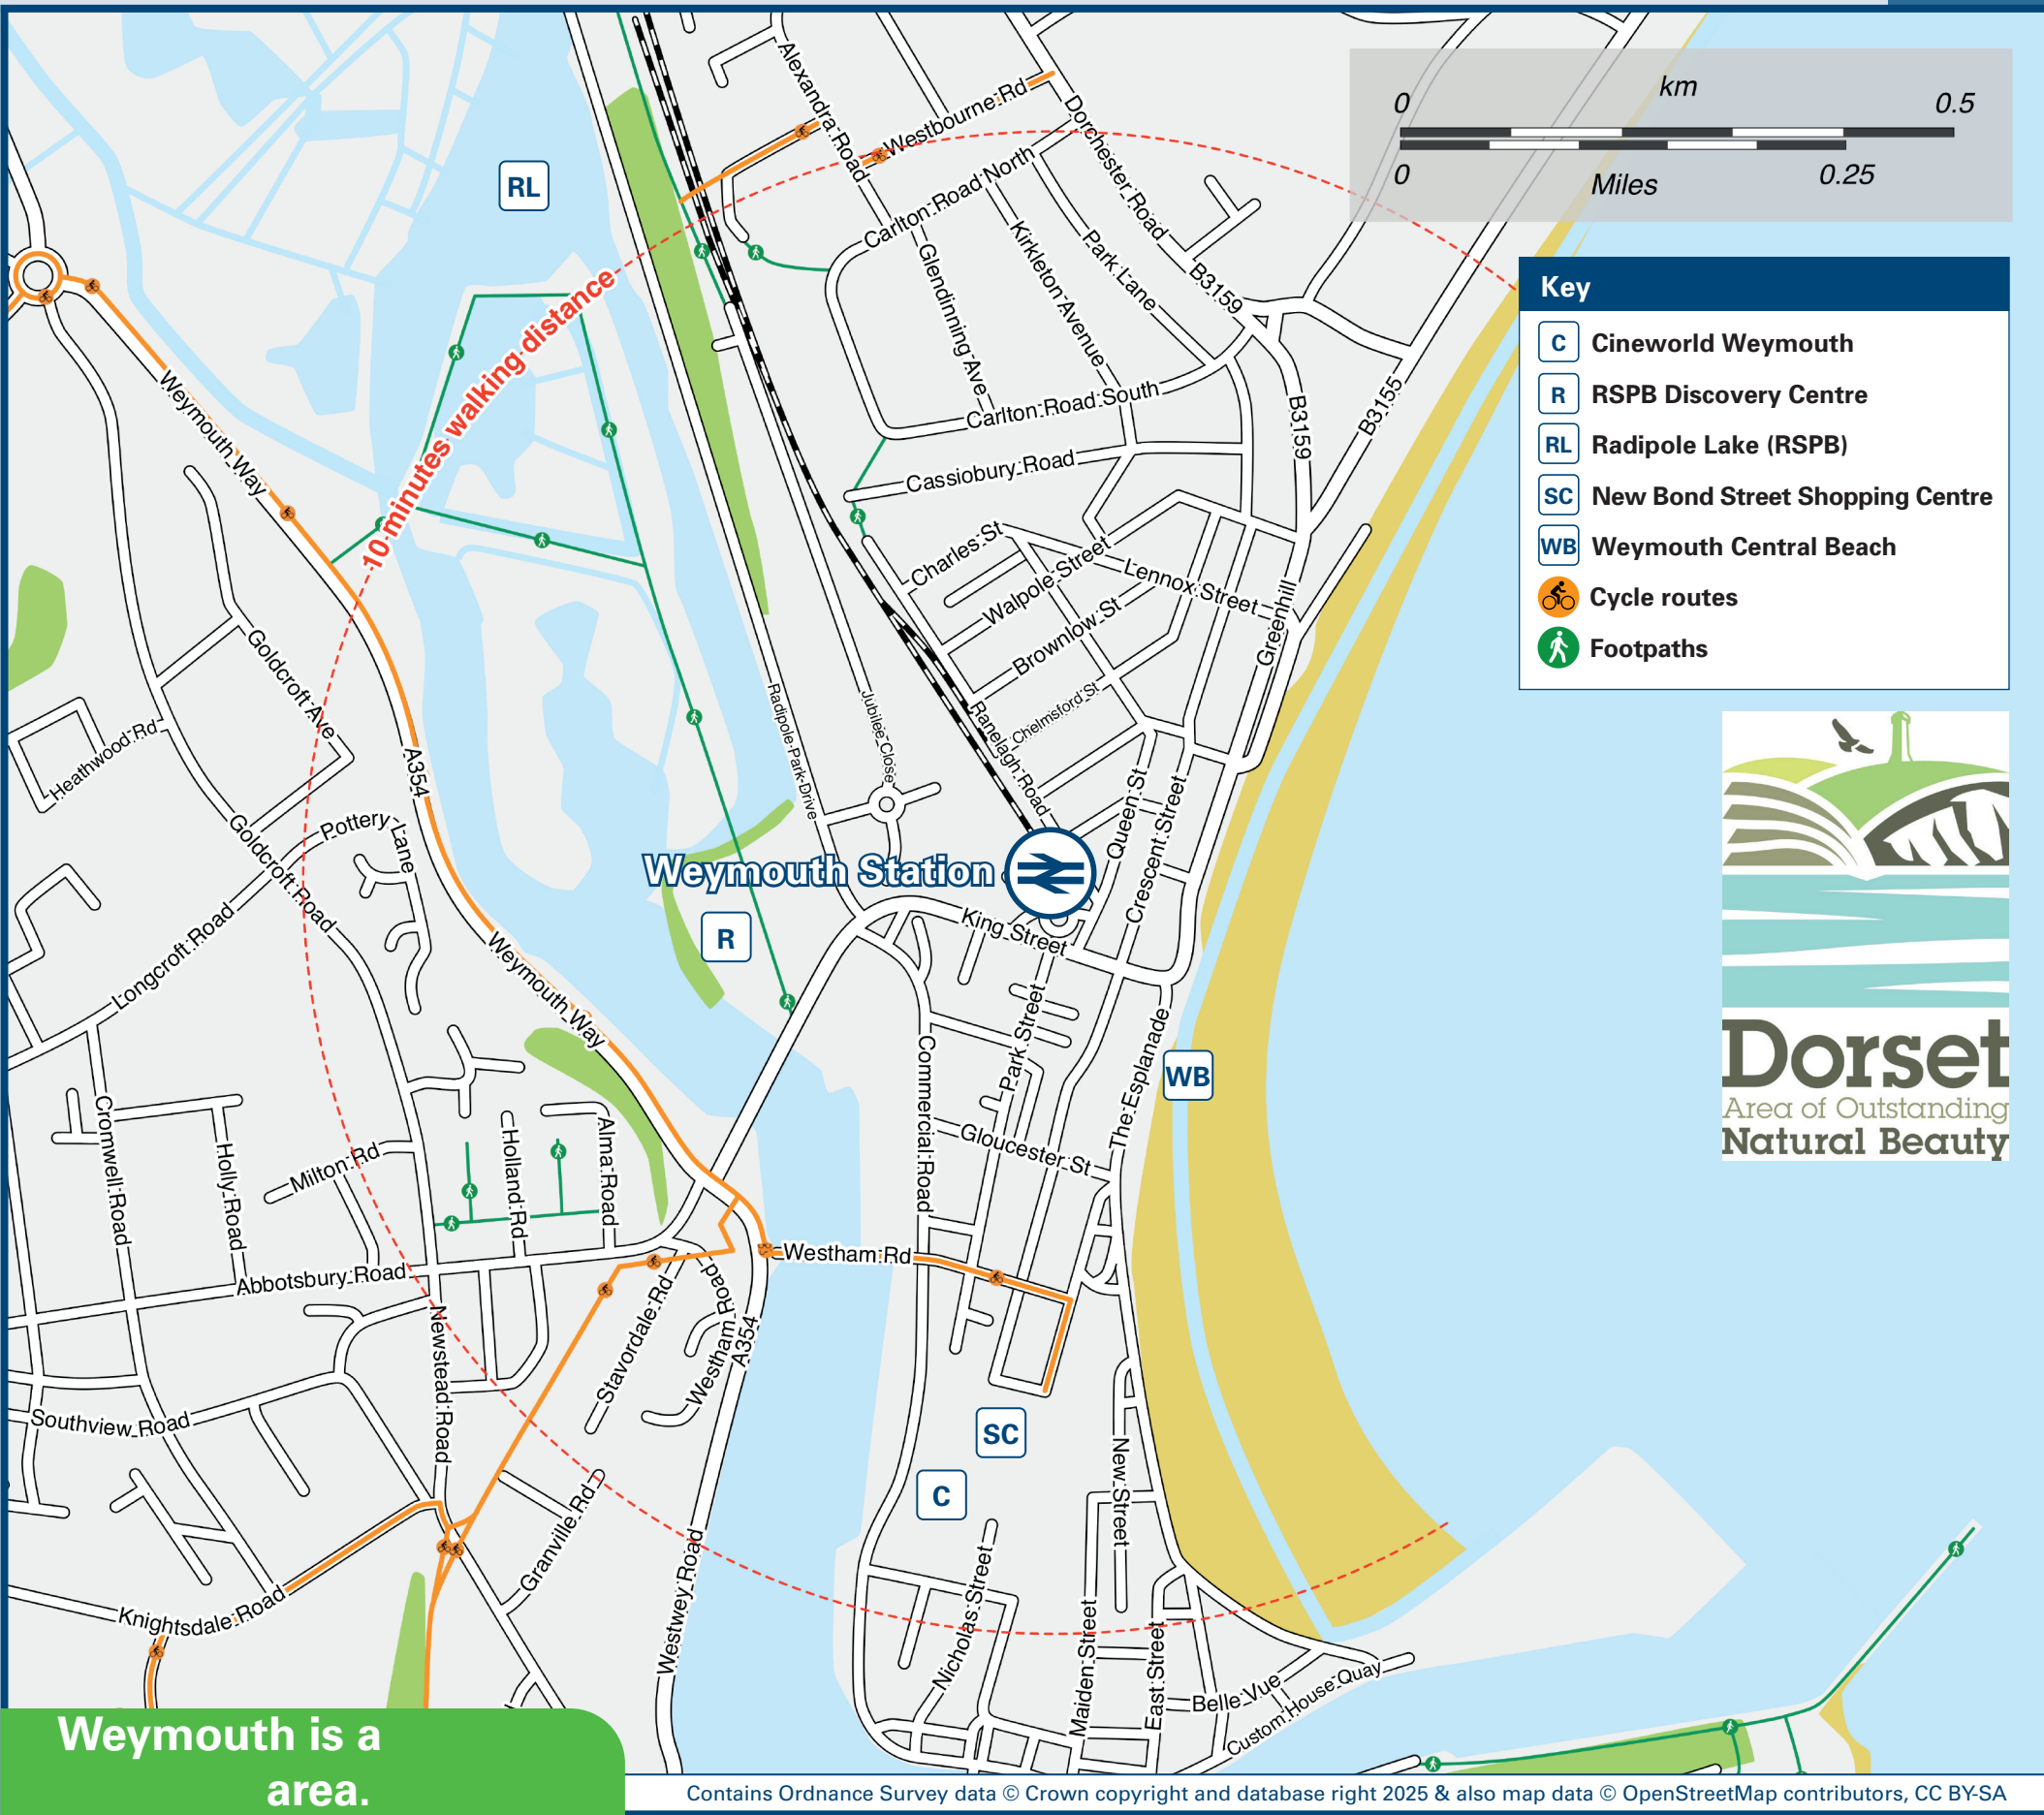 km
0
0.5
0
Miles
0.25
Key
C Cineworld Weymouth
R RSPB Discovery Centre
RL Radipole Lake (RSPB)
SC New Bond Street Shopping Centre
WB Weymouth Central Beach
Cycle routes
Footpaths
Dorset
Area of Outstanding
Natural Beauty
RL
Alexandra Road
Westbourne Rd
Dorchester Road
Carlton Road North
Glendinning Ave
Kirkleton Avenue
Park Lane
B3159
B3159
B3155
Carlton Road South
Cassiobury Road
10 minutes walking distance
Weymouth Way
Charles St
Walpole Street
Lennox Street
Brownlow St
Greenhill
Chelmsford St
Ranelagh Road
Radipole Park Drive
Jubilee Close
Goldcroft Ave
Heathwood Rd
A354
Pottery Lane
Goldcroft Road
Longcroft Road
Weymouth Station
Queen St
Crescent Street
King Street
R
Weymouth Way
Commercial Road
Park Street
The Esplanade
WB
Gloucester St
Cromwell Road
Holly Road
Milton Rd
Holland Rd
Alma Road
Abbotsbury Road
Westham Rd
Newstead Road
Stavordale Rd
Westham Road
A354
Southview Road
SC
C
New Street
Granville Rd
Knightsdale Road
Westwey Road
Nicholas Street
Maiden Street
East Street
Belle Vue
Custom House Quay
Weymouth is a
area.
Contains Ordnance Survey data © Crown copyright and database right 2025 & also map data © OpenStreetMap contributors, CC BY-SA